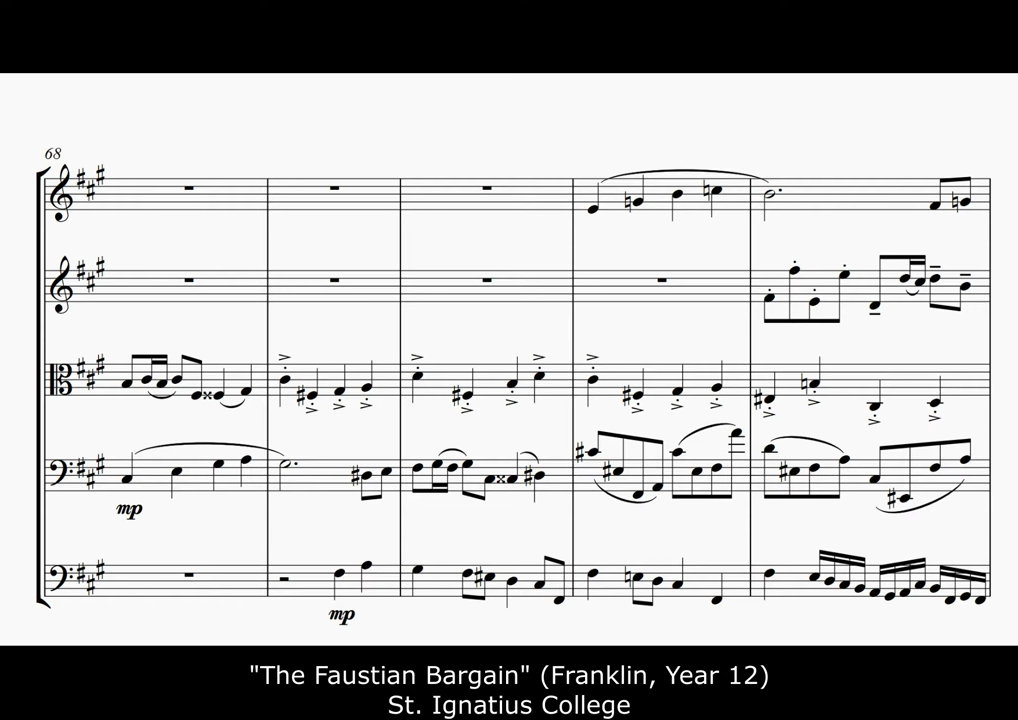 68
mp
mp
"The Faustian Bargain" (Franklin, Year 12)
St. Ignatius College